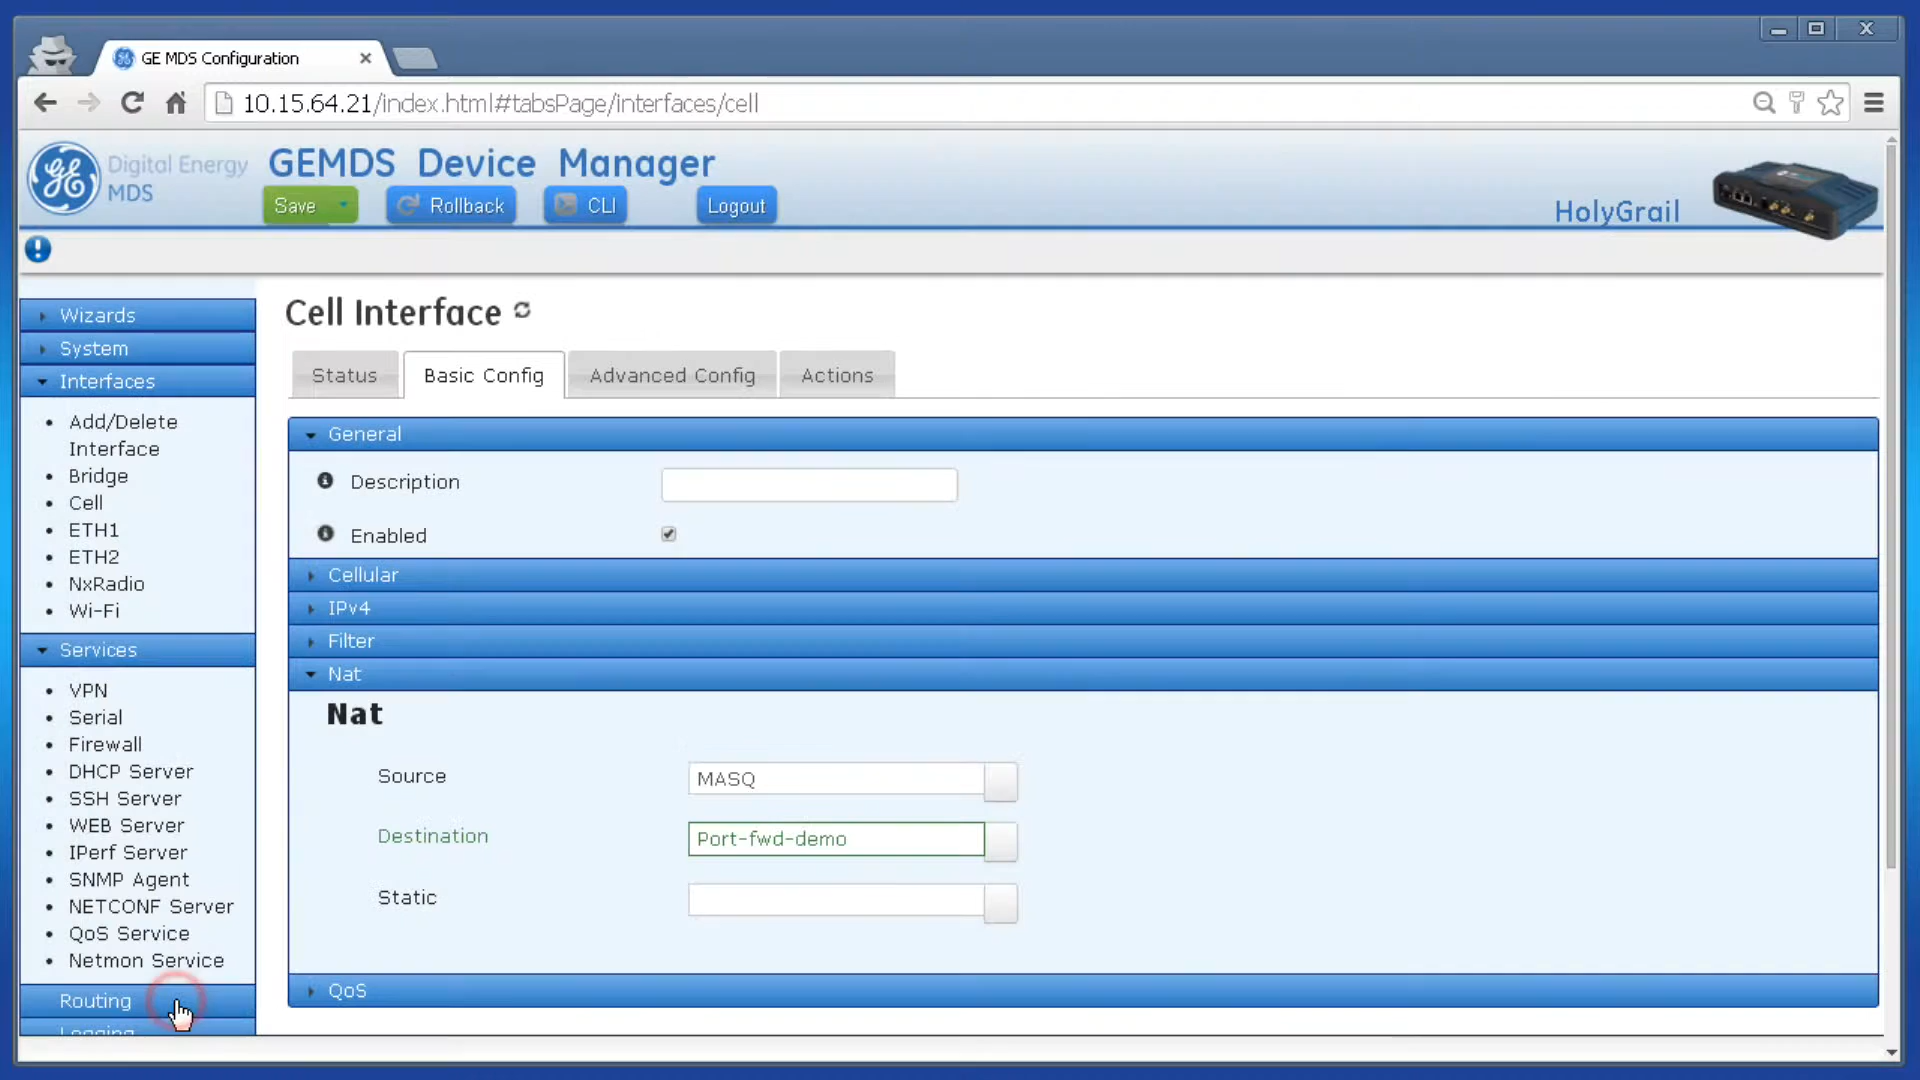 GE MDS Configuration
10.15.64.21/index.html#tabsPage/interfaces/cell
Digital Energy
MDS
GEMDS Device Manager
Save
Rollback
CLI
Logout
HolyGrail
Wizards
System
Interfaces
Add/Delete
Interface
Bridge
Cell
ETH1
ETH2
NxRadio
Wi-Fi
Services
VPN
Serial
Firewall
DHCP Server
SSH Server
WEB Server
IPerf Server
SNMP Agent
NETCONF Server
QoS Service
Netmon Service
Routing
Logging
Cell Interface
Status
Basic Config
Advanced Config
Actions
General
Description
Enabled
Cellular
IPv4
Filter
Nat
Nat
Source MASQ
Destination Port-fwd-demo
Static
QoS